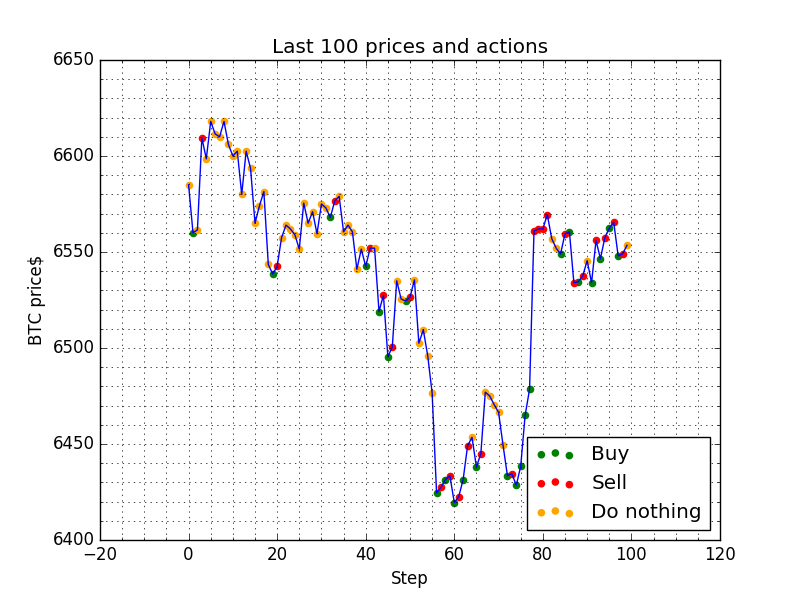 Last 100 prices and actions
6650
6600
6550
6500
6450
6400
BTC price$
Buy
Sell
Do nothing
−20 0 20 40 60 80 100 120
Step